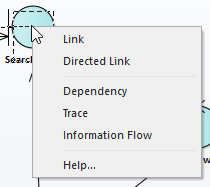 Link
Directed Link
Dependency
Trace
Information Flow
Help...
Search
w